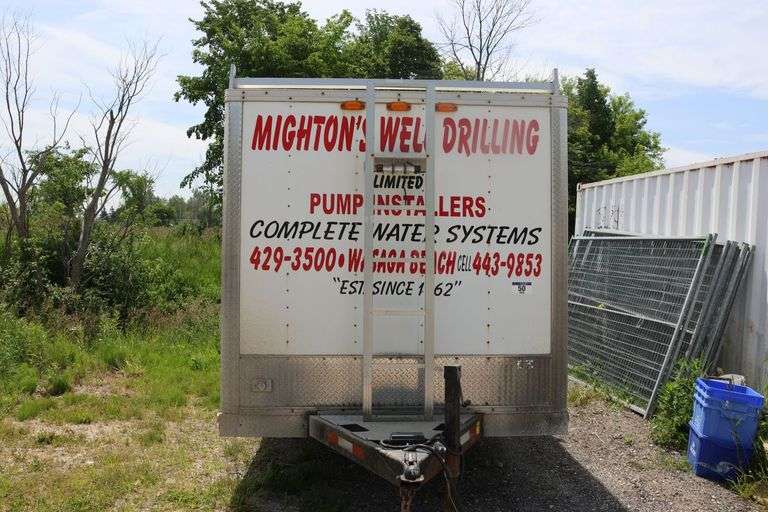 MIGHTON'S WELL DRILLING
LIMITED
PUMP INSTALLERS
COMPLETE WATER SYSTEMS
429-3500 • WASAGA BEACH CELL 443-9853
"EST. SINCE 1962"
50